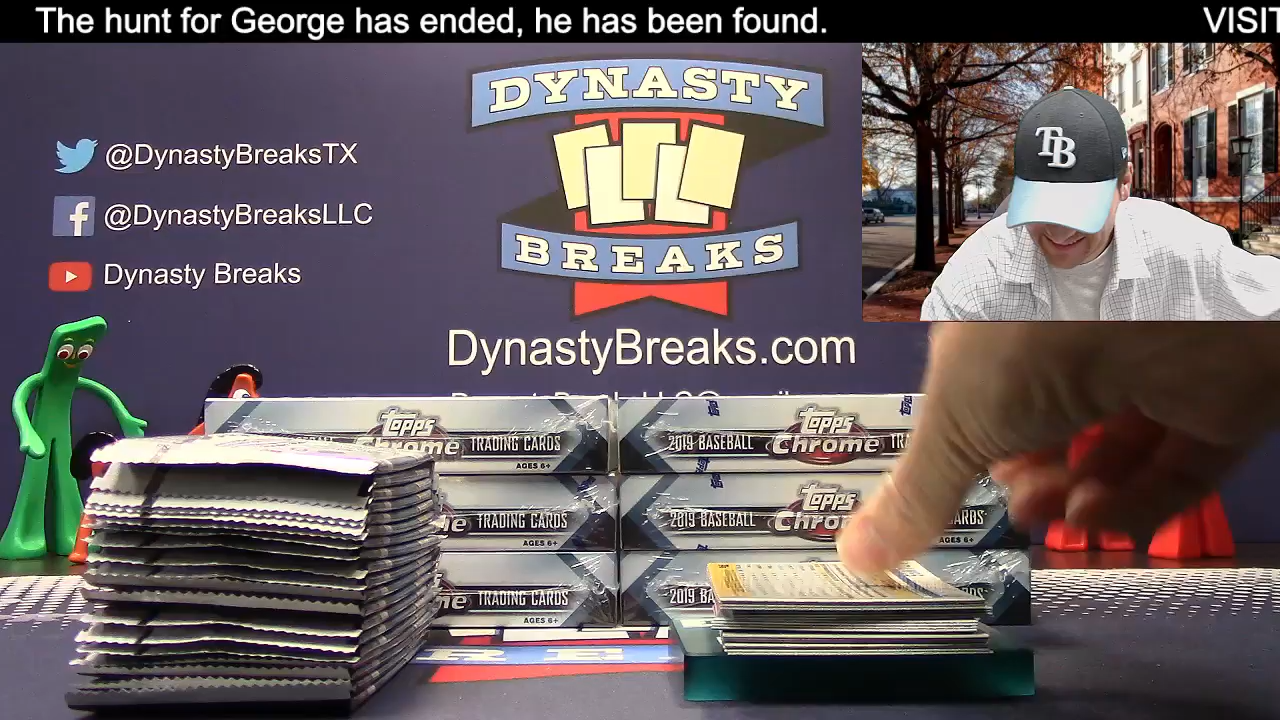 The hunt for George has ended, he has been found.
VISIT
DYNASTY
BREAKS
@DynastyBreaksTX
@DynastyBreaksLLC
Dynasty Breaks
DynastyBreaks.com
TB
topps
Chrome
TRADING CARDS
AGES 6+
2019 BASEBALL
topps
Chrome
TRADING CARDS
AGES 6+
2019 BASEBALL
topps
TRADING CARDS
AGES 6+
2019
AGES 6+